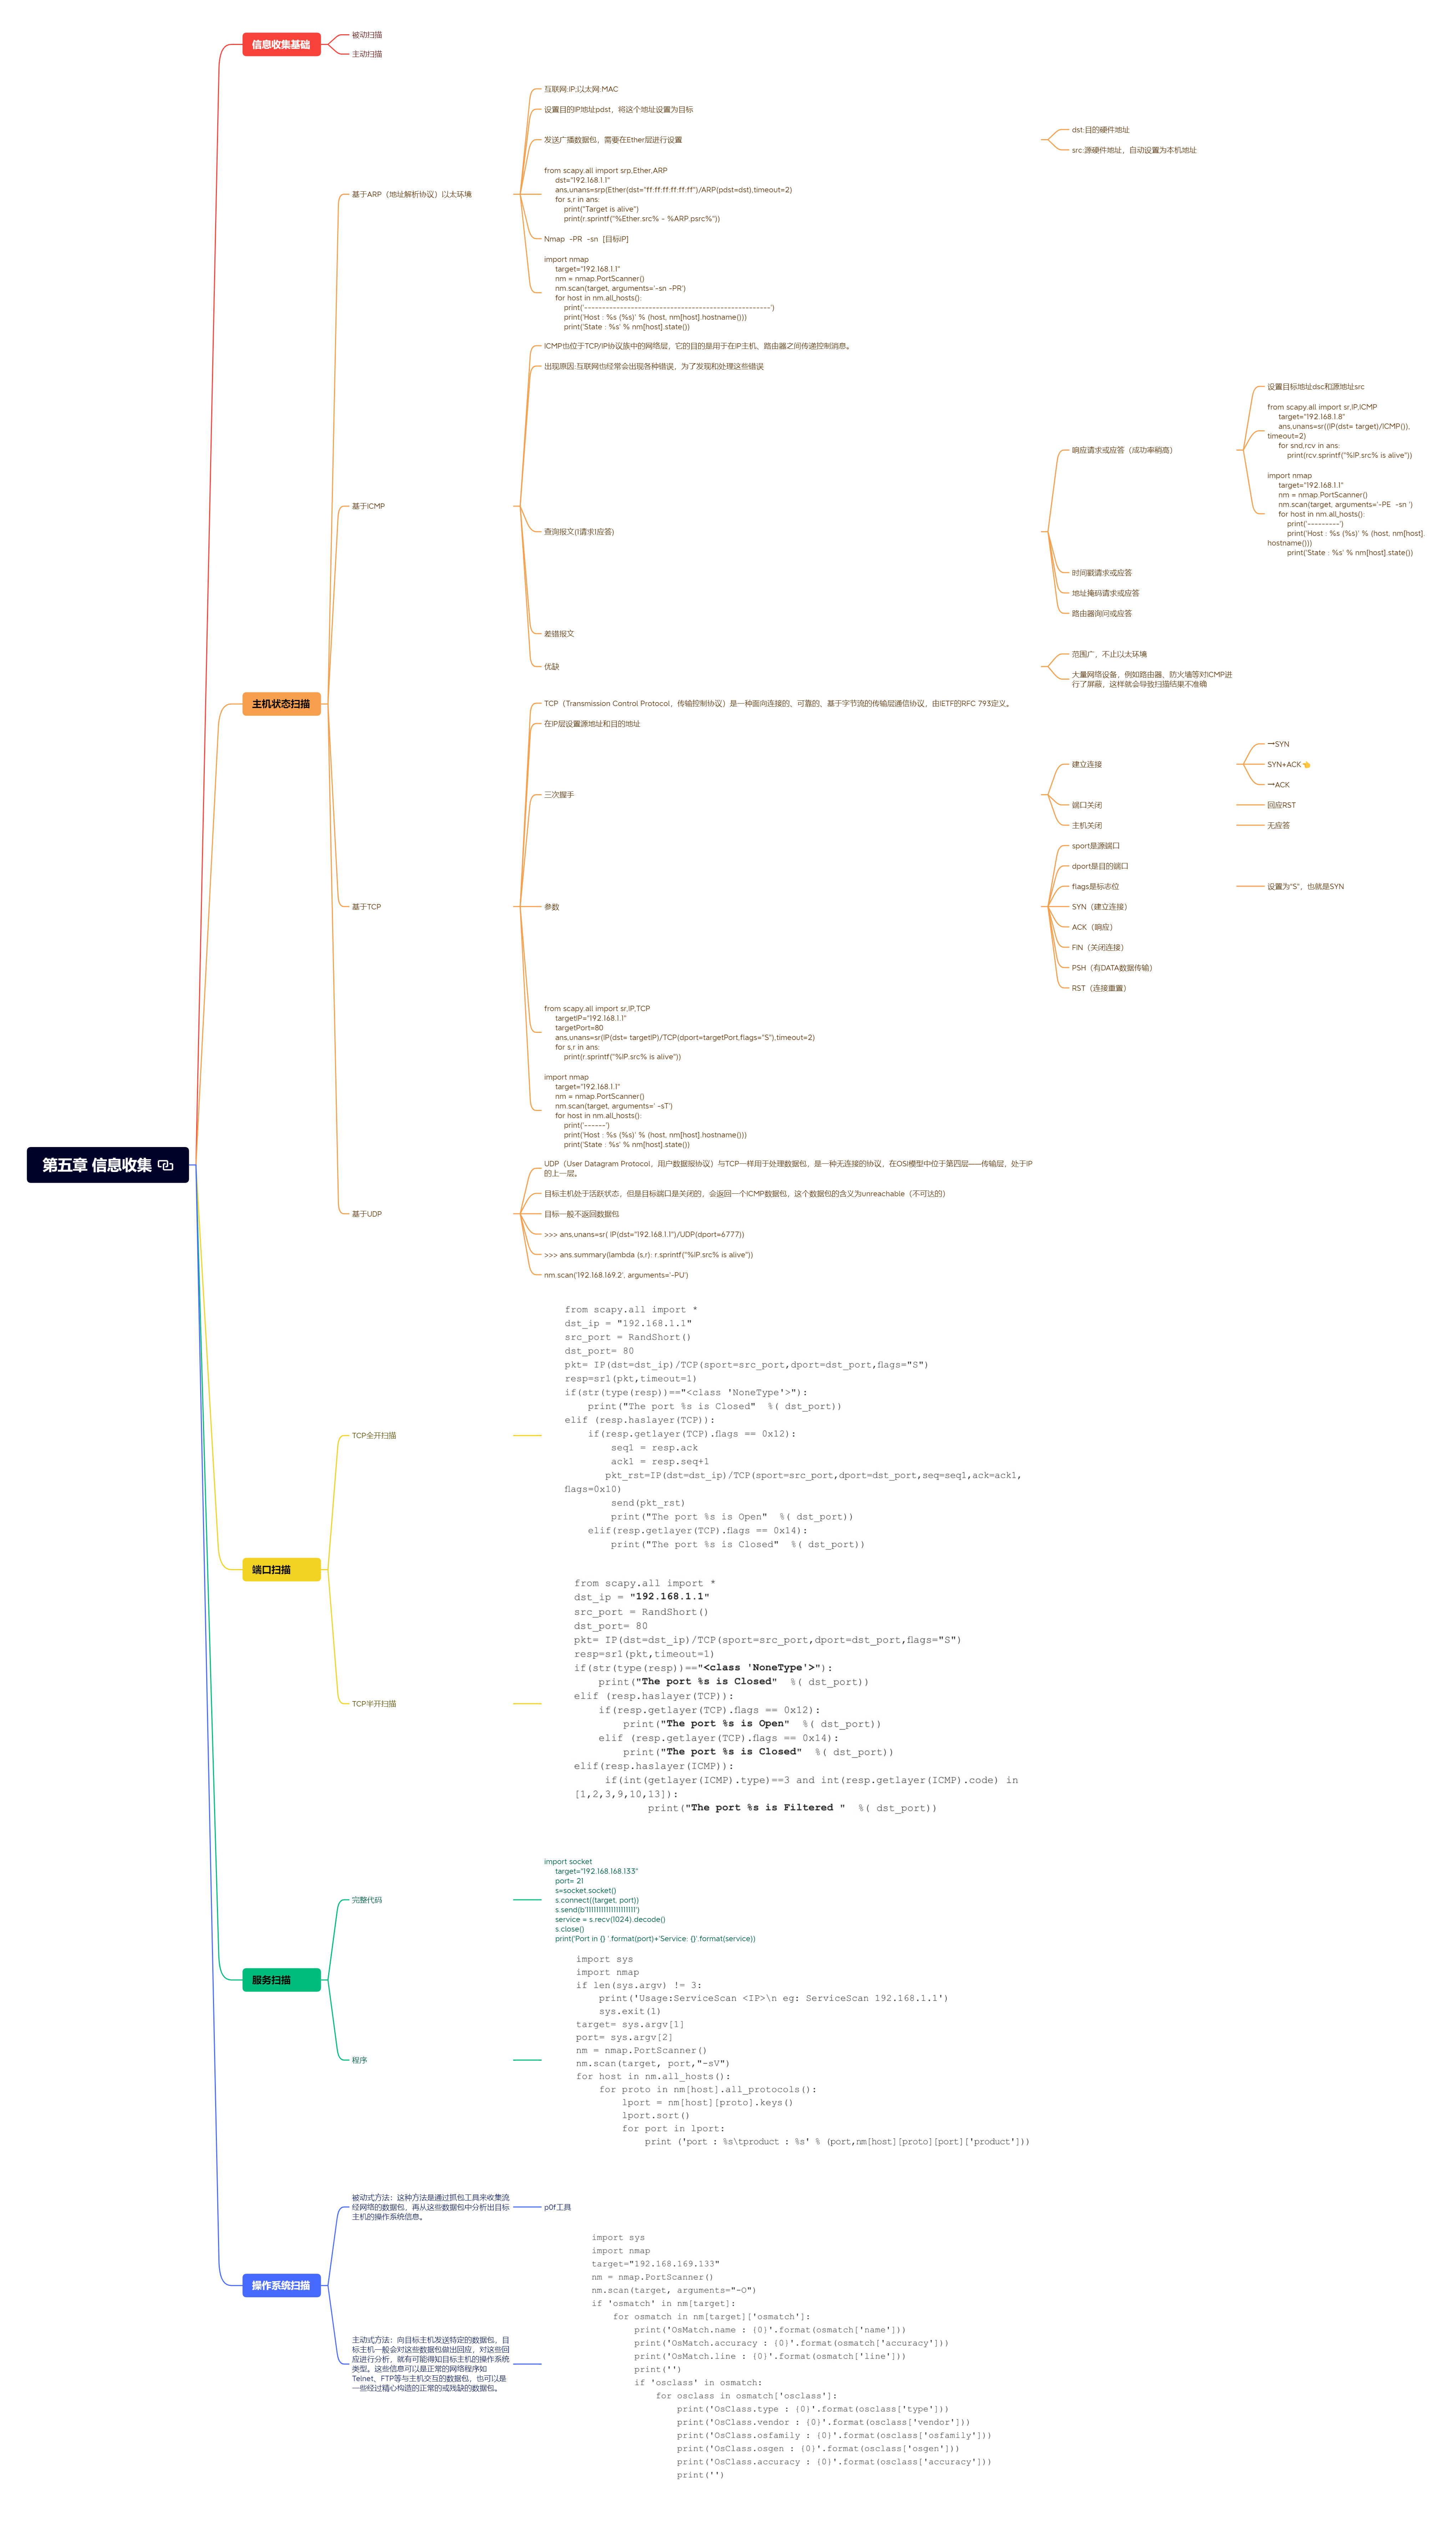 第五章 信息收集
信息收集基础
被动扫描
主动扫描
主机状态扫描
基于ARP（地址解析协议）以太环境
互联网:IP;以太网:MAC
设置目的IP地址pdst，将这个地址设置为目标
发送广播数据包，需要在Ether层进行设置
dst:目的硬件地址
src:源硬件地址，自动设置为本机地址
from scapy.all import srp,Ether,ARP
dst="192.168.1.1"
ans,unans=srp(Ether(dst="ff:ff:ff:ff:ff:ff")/ARP(pdst=dst),timeout=2)
for s,r in ans:
print("Target is alive")
print(r.sprintf("%Ether.src% - %ARP.psrc%"))
Nmap -PR -sn [目标IP]
import nmap
target="192.168.1.1"
nm = nmap.PortScanner()
nm.scan(target, arguments='-sn -PR')
for host in nm.all_hosts():
print('----------------------------------------------------')
print('Host : %s (%s)' % (host, nm[host].hostname()))
print('State : %s' % nm[host].state())
基于ICMP
ICMP也位于TCP/IP协议族中的网络层，它的目的是用于在IP主机、路由器之间传递控制消息。
出现原因:互联网也经常会出现各种错误，为了发现和处理这些错误
查询报文(1请求1应答)
响应请求或应答（成功率稍高）
设置目标地址dsc和源地址src
from scapy.all import sr,IP,ICMP
target="192.168.1.8"
ans,unans=sr((IP(dst= target)/ICMP()),
timeout=2)
for snd,rcv in ans:
print(rcv.sprintf("%IP.src% is alive"))
import nmap
target="192.168.1.1"
nm = nmap.PortScanner()
nm.scan(target, arguments='-PE -sn ')
for host in nm.all_hosts():
print('---------')
print('Host : %s (%s)' % (host, nm[host].
hostname()))
print('State : %s' % nm[host].state())
时间戳请求或应答
地址掩码请求或应答
路由器询问或应答
差错报文
优缺
范围广，不止以太环境
大量网络设备，例如路由器、防火墙等对ICMP进
行了屏蔽，这样就会导致扫描结果不准确
基于TCP
TCP（Transmission Control Protocol，传输控制协议）是一种面向连接的、可靠的、基于字节流的传输层通信协议，由IETF的RFC 793定义。
在IP层设置源地址和目的地址
三次握手
建立连接
→SYN
SYN+ACK👈
→ACK
端口关闭
回应RST
主机关闭
无应答
参数
sport是源端口
dport是目的端口
flags是标志位
设置为"S"，也就是SYN
SYN（建立连接）
ACK（响应）
FIN（关闭连接）
PSH（有DATA数据传输）
RST（连接重置）
from scapy.all import sr,IP,TCP
targetIP="192.168.1.1"
targetPort=80
ans,unans=sr(IP(dst= targetIP)/TCP(dport=targetPort,flags="S"),timeout=2)
for s,r in ans:
print(r.sprintf("%IP.src% is alive"))
import nmap
target="192.168.1.1"
nm = nmap.PortScanner()
nm.scan(target, arguments=' -sT')
for host in nm.all_hosts():
print('------')
print('Host : %s (%s)' % (host, nm[host].hostname()))
print('State : %s' % nm[host].state())
基于UDP
UDP（User Datagram Protocol，用户数据报协议）与TCP一样用于处理数据包，是一种无连接的协议，在OSI模型中位于第四层——传输层，处于IP
的上一层。
目标主机处于活跃状态，但是目标端口是关闭的，会返回一个ICMP数据包，这个数据包的含义为unreachable（不可达的）
目标一般不返回数据包
>>> ans,unans=sr( IP(dst="192.168.1.1")/UDP(dport=6777))
>>> ans.summary(lambda (s,r): r.sprintf("%IP.src% is alive"))
nm.scan('192.168.169.2', arguments='-PU')
端口扫描
TCP全开扫描
from scapy.all import *
dst_ip = "192.168.1.1"
src_port = RandShort()
dst_port= 80
pkt= IP(dst=dst_ip)/TCP(sport=src_port,dport=dst_port,flags="S")
resp=sr1(pkt,timeout=1)
if(str(type(resp))=="<class 'NoneType'>"):
print("The port %s is Closed" %( dst_port))
elif (resp.haslayer(TCP)):
if(resp.getlayer(TCP).flags == 0x12):
seq1 = resp.ack
ack1 = resp.seq+1
pkt_rst=IP(dst=dst_ip)/TCP(sport=src_port,dport=dst_port,seq=seq1,ack=ack1,
flags=0x10)
send(pkt_rst)
print("The port %s is Open" %( dst_port))
elif(resp.getlayer(TCP).flags == 0x14):
print("The port %s is Closed" %( dst_port))
TCP半开扫描
from scapy.all import *
dst_ip = "192.168.1.1"
src_port = RandShort()
dst_port= 80
pkt= IP(dst=dst_ip)/TCP(sport=src_port,dport=dst_port,flags="S")
resp=sr1(pkt,timeout=1)
if(str(type(resp))=="<class 'NoneType'>"):
print("The port %s is Closed" %( dst_port))
elif (resp.haslayer(TCP)):
if(resp.getlayer(TCP).flags == 0x12):
print("The port %s is Open" %( dst_port))
elif (resp.getlayer(TCP).flags == 0x14):
print("The port %s is Closed" %( dst_port))
elif(resp.haslayer(ICMP)):
if(int(getlayer(ICMP).type)==3 and int(resp.getlayer(ICMP).code) in
[1,2,3,9,10,13]):
print("The port %s is Filtered " %( dst_port))
服务扫描
完整代码
import socket
target="192.168.168.133"
port= 21
s=socket.socket()
s.connect((target, port))
s.send(b'11111111111111111111111')
service = s.recv(1024).decode()
s.close()
print('Port in {} '.format(port)+'Service: {}'.format(service))
程序
import sys
import nmap
if len(sys.argv) != 3:
print('Usage:ServiceScan <IP>\n eg: ServiceScan 192.168.1.1')
sys.exit(1)
target= sys.argv[1]
port= sys.argv[2]
nm = nmap.PortScanner()
nm.scan(target, port,"-sV")
for host in nm.all_hosts():
for proto in nm[host].all_protocols():
lport = nm[host][proto].keys()
lport.sort()
for port in lport:
print ('port : %s\tproduct : %s' % (port,nm[host][proto][port]['product']))
操作系统扫描
被动式方法：这种方法是通过抓包工具来收集流
经网络的数据包，再从这些数据包中分析出目标
主机的操作系统信息。
p0f工具
主动式方法：向目标主机发送特定的数据包，目
标主机一般会对这些数据包做出回应，对这些回
应进行分析，就有可能得知目标主机的操作系统
类型。这些信息可以是正常的网络程序如
Telnet、FTP等与主机交互的数据包，也可以是
一些经过精心构造的正常的或残缺的数据包。
import sys
import nmap
target="192.168.169.133"
nm = nmap.PortScanner()
nm.scan(target, arguments="-O")
if 'osmatch' in nm[target]:
for osmatch in nm[target]['osmatch']:
print('OsMatch.name : {0}'.format(osmatch['name']))
print('OsMatch.accuracy : {0}'.format(osmatch['accuracy']))
print('OsMatch.line : {0}'.format(osmatch['line']))
print('')
if 'osclass' in osmatch:
for osclass in osmatch['osclass']:
print('OsClass.type : {0}'.format(osclass['type']))
print('OsClass.vendor : {0}'.format(osclass['vendor']))
print('OsClass.osfamily : {0}'.format(osclass['osfamily']))
print('OsClass.osgen : {0}'.format(osclass['osgen']))
print('OsClass.accuracy : {0}'.format(osclass['accuracy']))
print('')